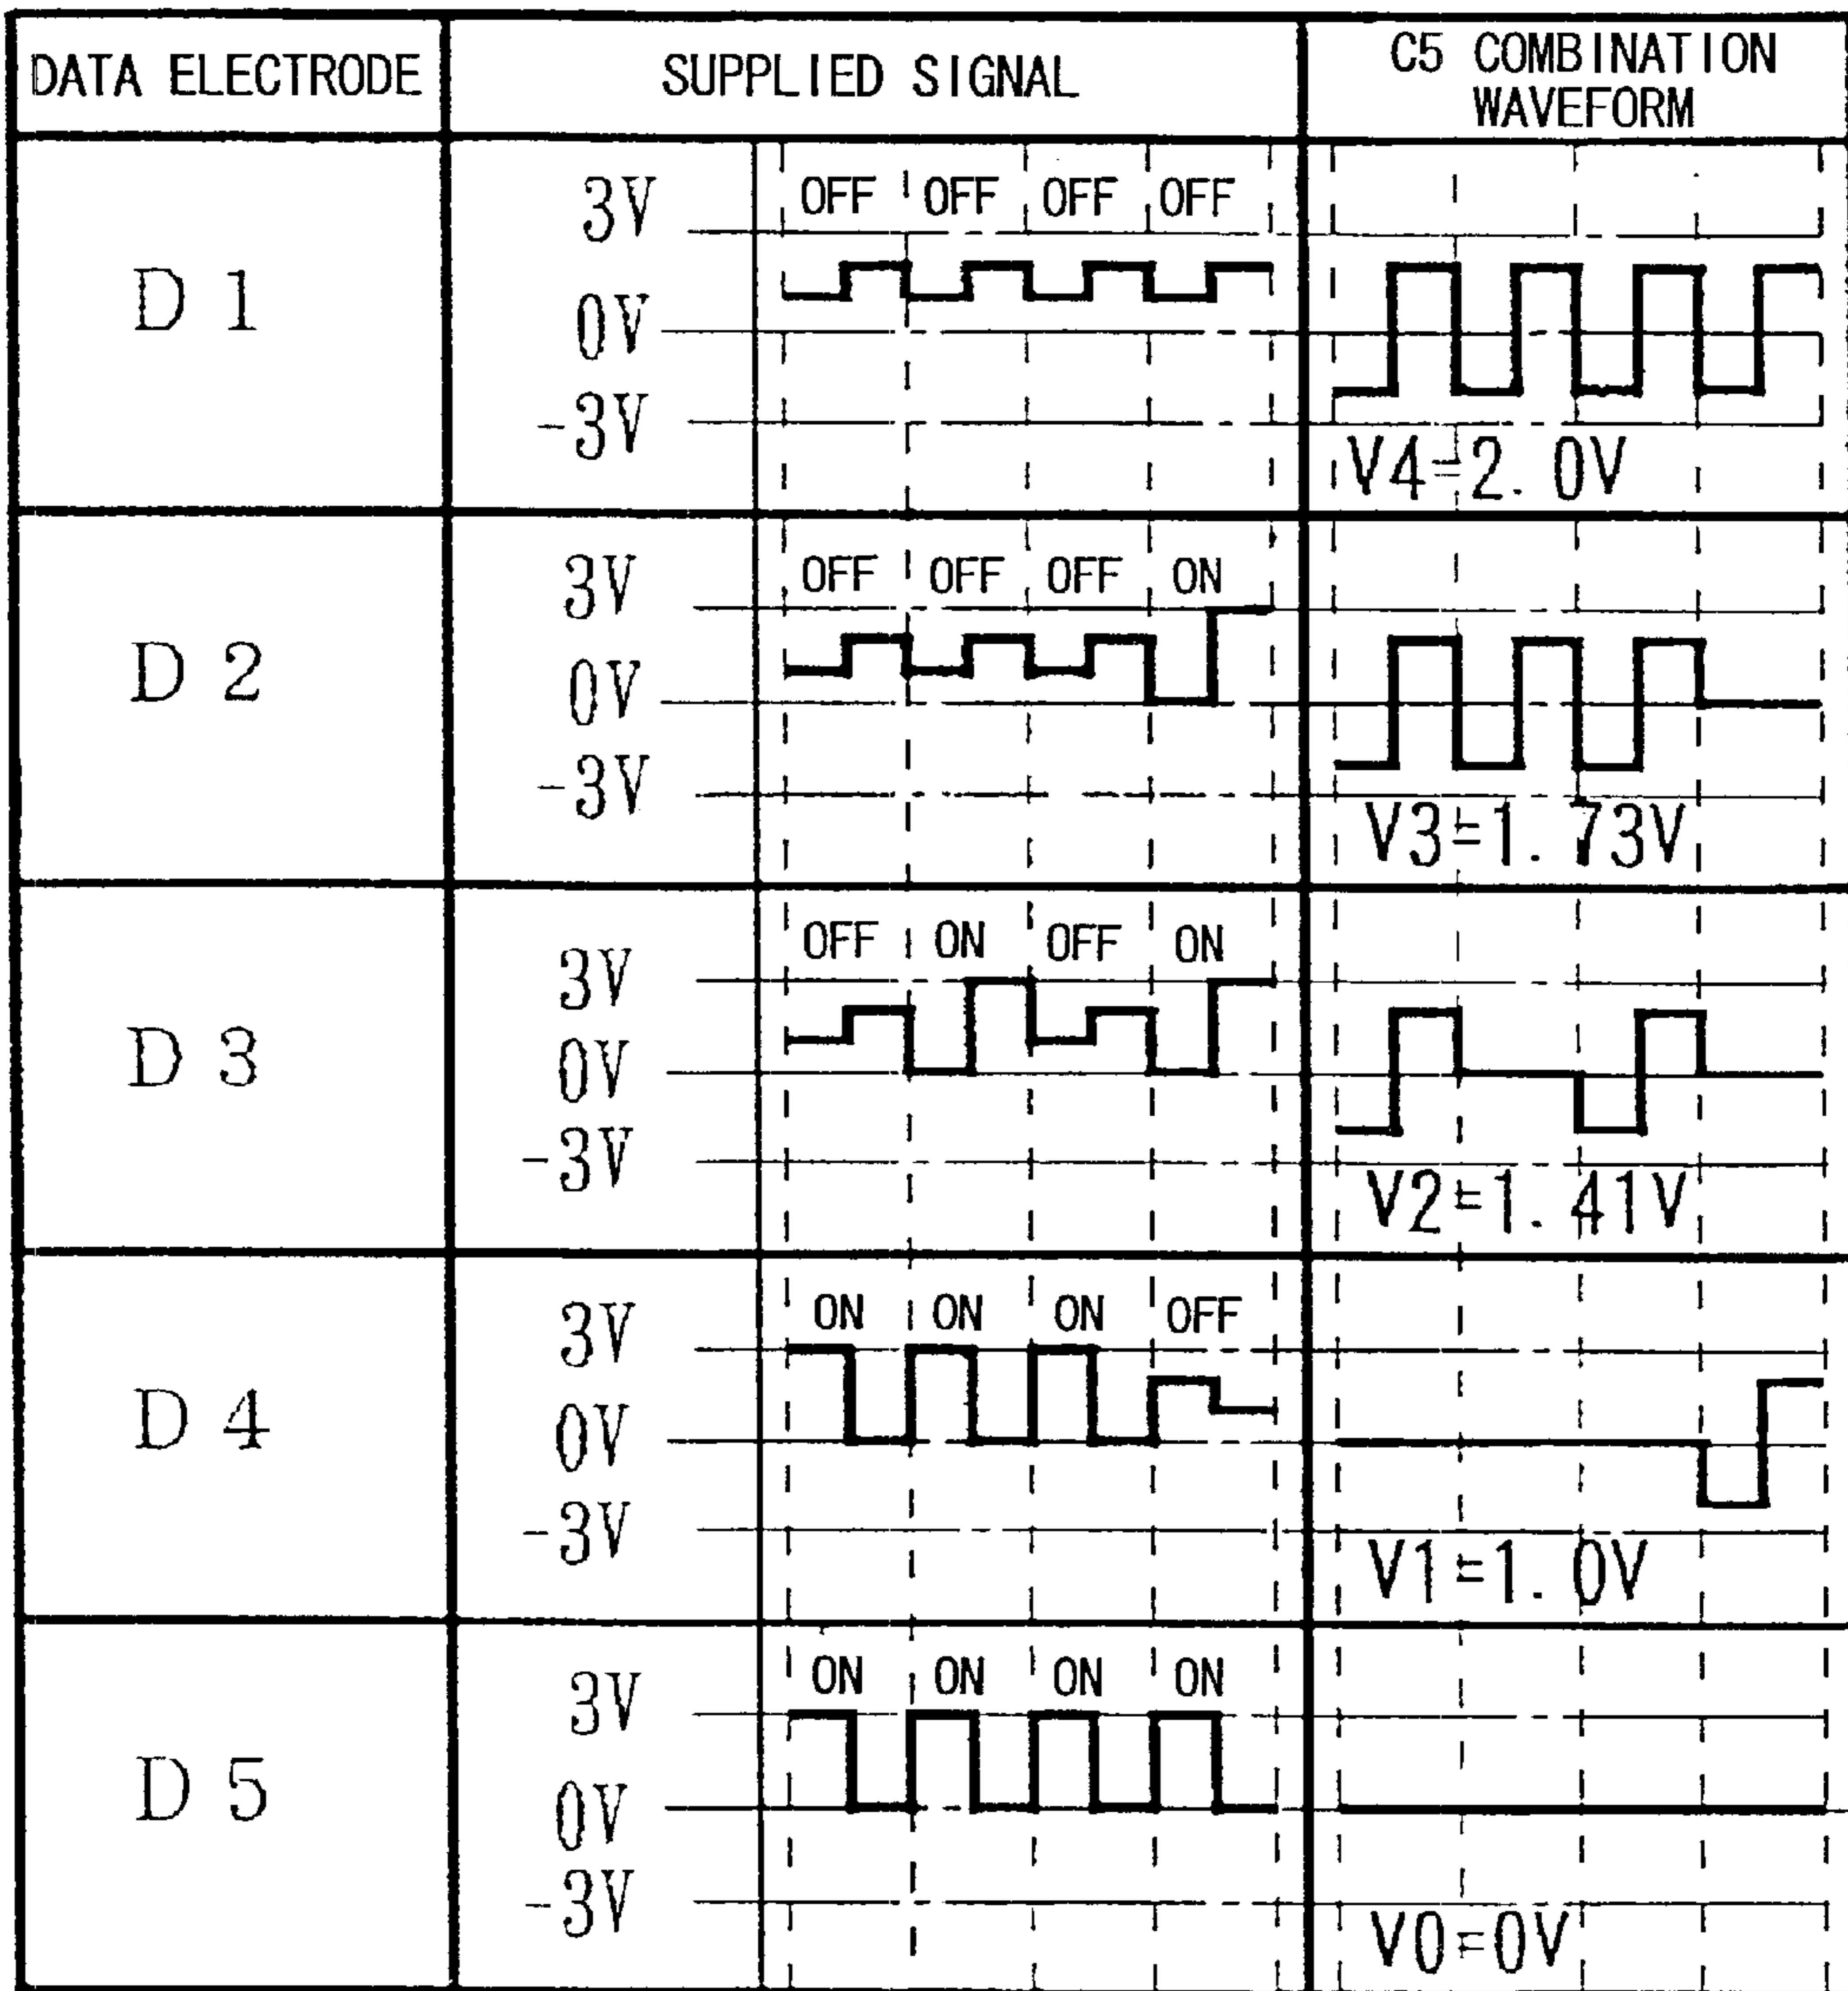 DATA ELECTRODE
SUPPLIED SIGNAL
C5 COMBINATION
WAVEFORM
D 1
3V
0V
-3V
OFF OFF OFF OFF
V4=2.0V
D 2
3V
0V
-3V
OFF OFF OFF ON
V3=1.73V
D 3
3V
0V
-3V
OFF ON OFF ON
V2=1.41V
D 4
3V
0V
-3V
ON ON ON OFF
V1=1.0V
D 5
3V
0V
-3V
ON ON ON ON
V0=0V